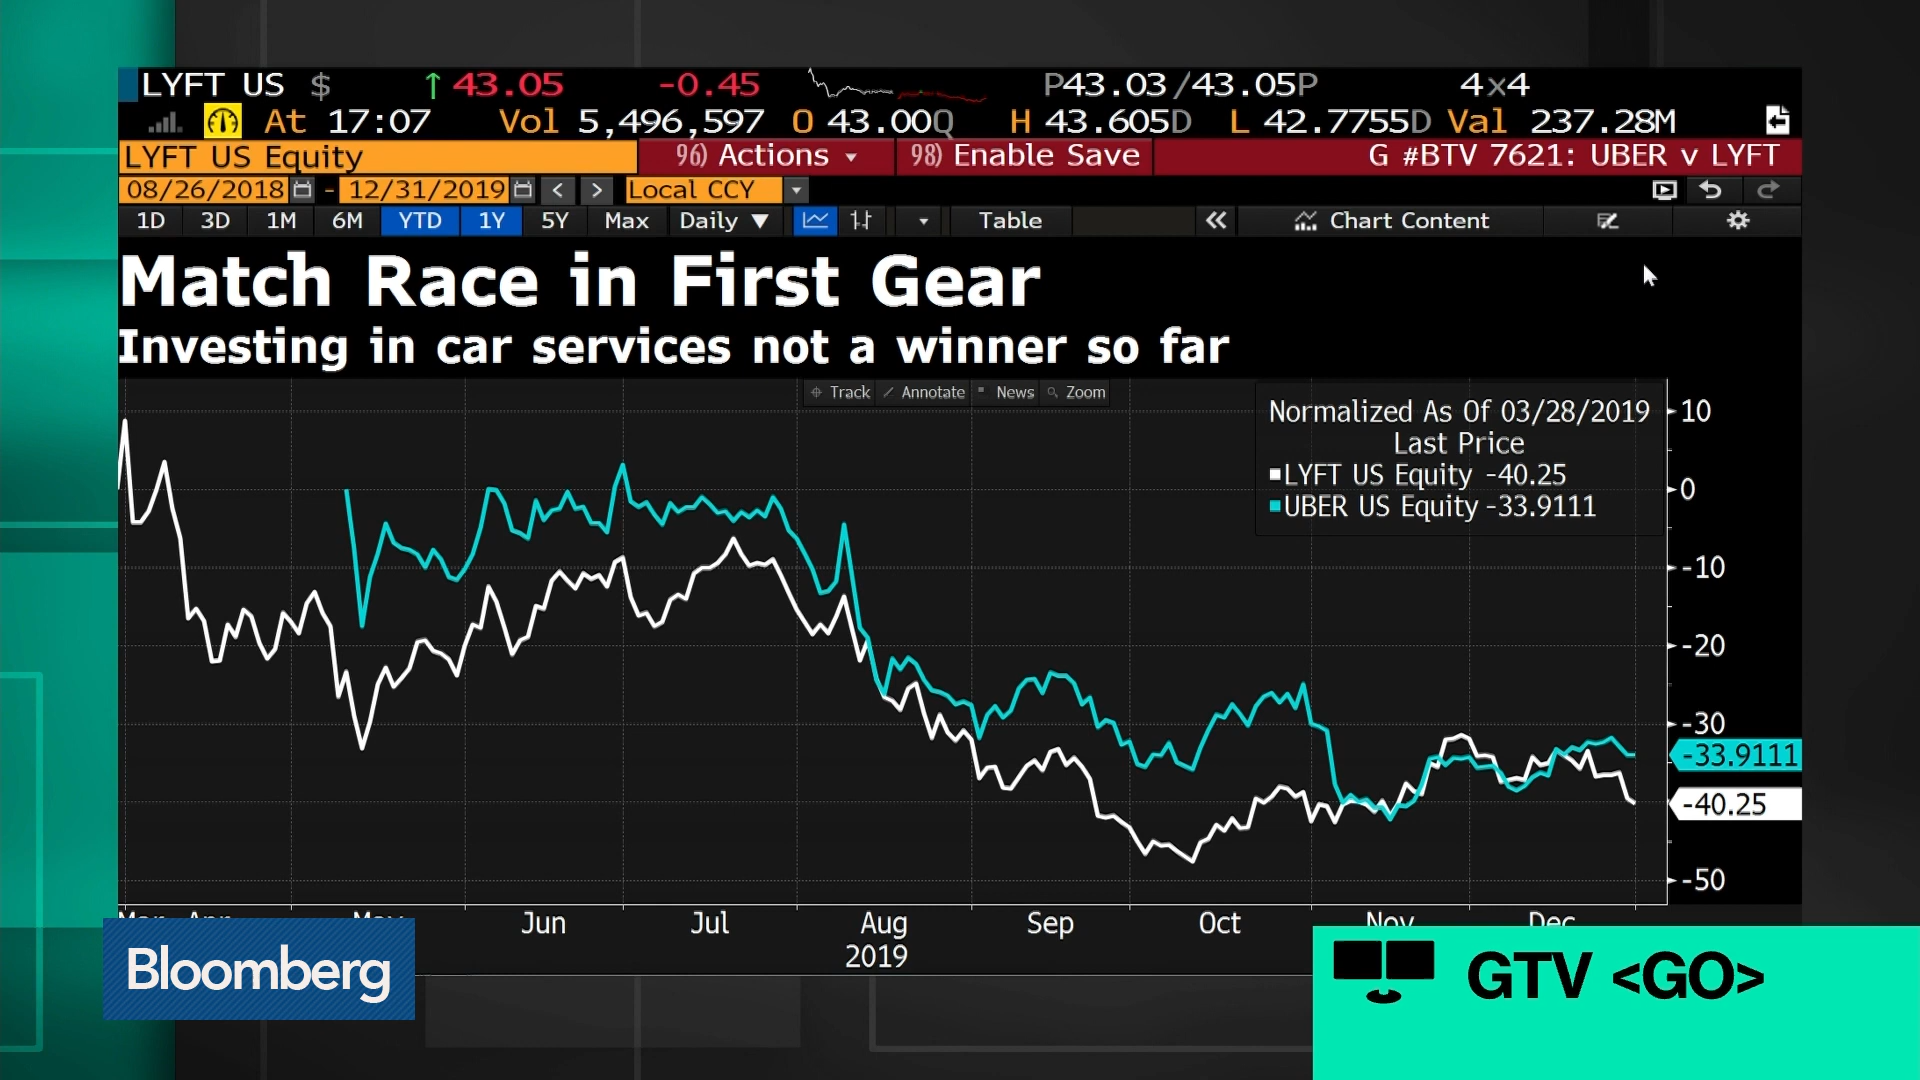 LYFT US $ ↑ 43.05 -0.45 P43.03 /43.05P 4x4
At 17:07 Vol 5,496,597 O 43.00Q H 43.605D L 42.7755D Val 237.28M
LYFT US Equity 96) Actions 98) Enable Save G #BTV 7621: UBER v LYFT
08/26/2018 - 12/31/2019 < > Local CCY
1D 3D 1M 6M YTD 1Y 5Y Max Daily ▼ Table « Chart Content
Match Race in First Gear
Investing in car services not a winner so far
Track Annotate News Zoom
Normalized As Of 03/28/2019
Last Price
LYFT US Equity -40.25
UBER US Equity -33.9111
10
0
-10
-20
-30
-33.9111
-40.25
-50
Mar Apr May Jun Jul Aug Sep Oct Nov Dec
2019
Bloomberg
GTV <GO>